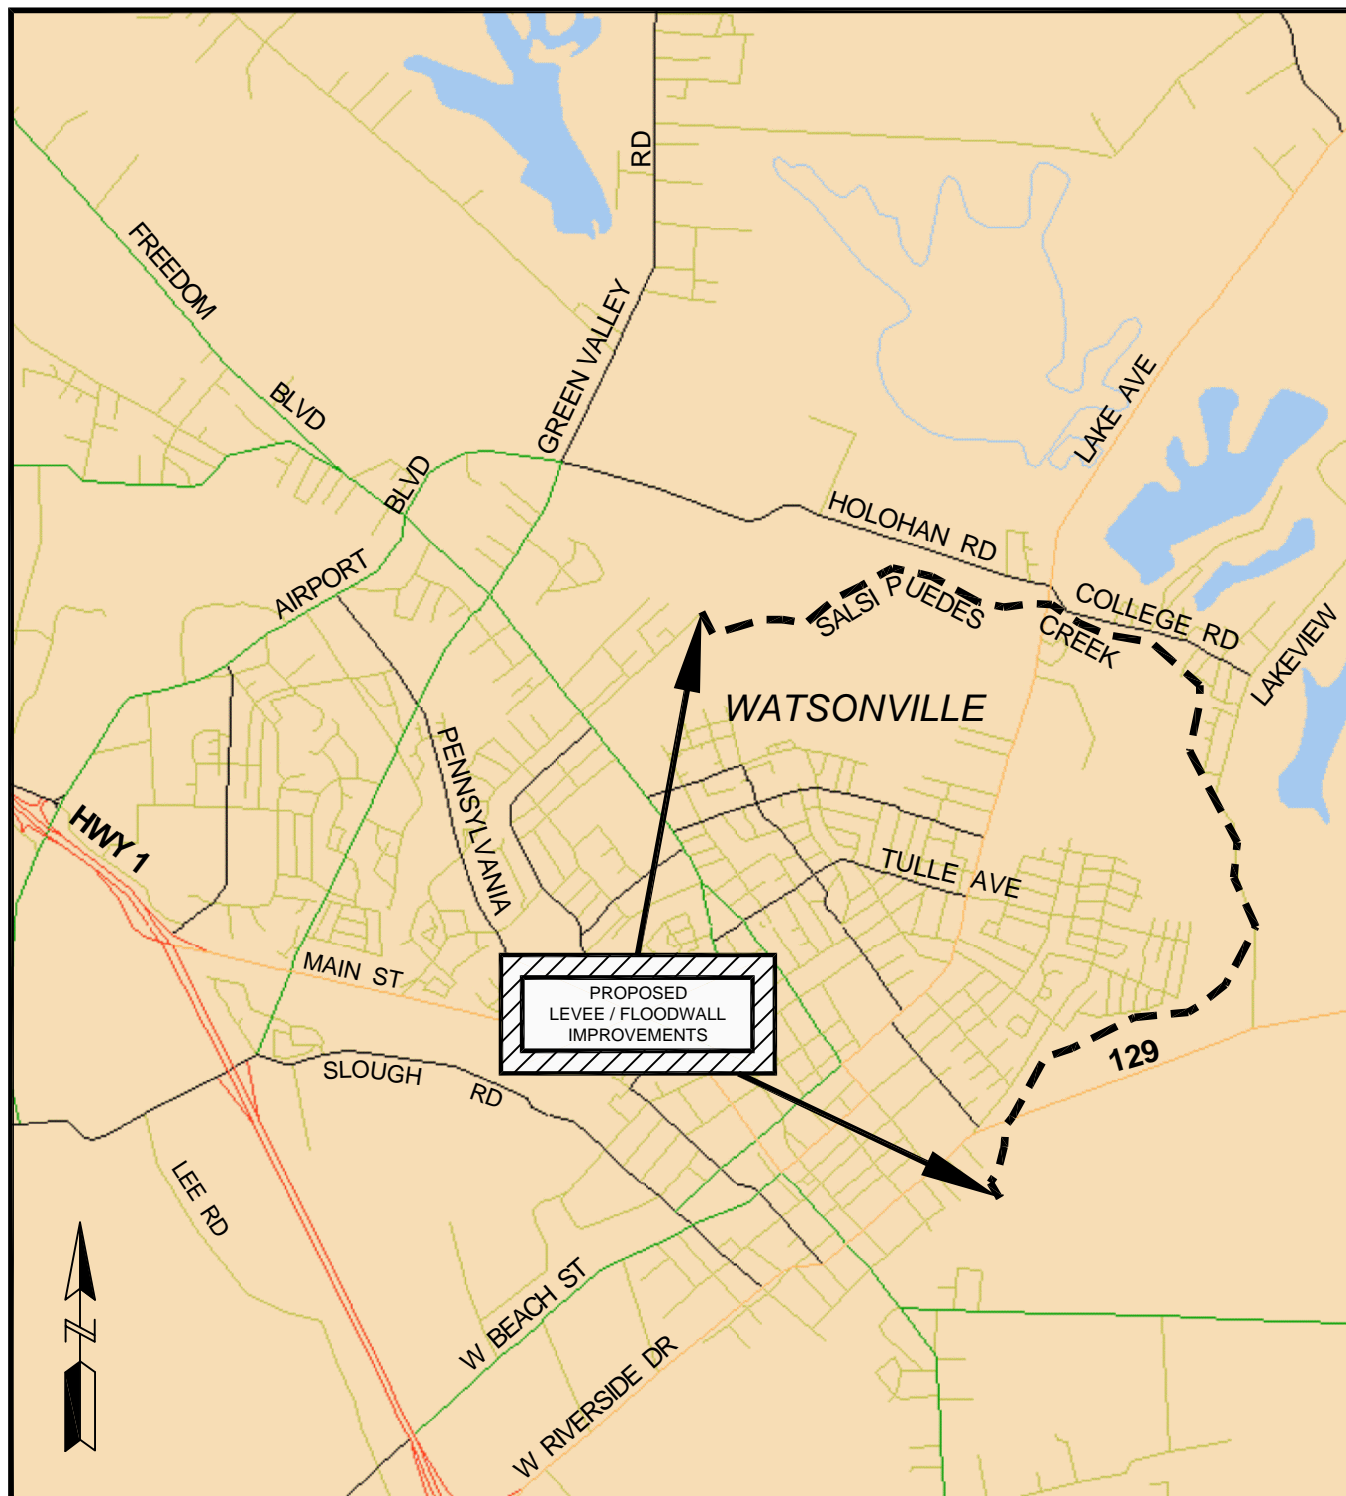 RD
FREEDOM
BLVD
GREEN VALLEY
LAKE AVE
BLVD
HOLOHAN RD
AIRPORT
SALSI PUEDES
CREEK
COLLEGE RD
LAKEVIEW
WATSONVILLE
PENNSYLVANIA
HWY 1
TULLE AVE
MAIN ST
PROPOSED
LEVEE / FLOODWALL
IMPROVEMENTS
129
SLOUGH RD
LEE RD
W BEACH ST
W RIVERSIDE DR
N